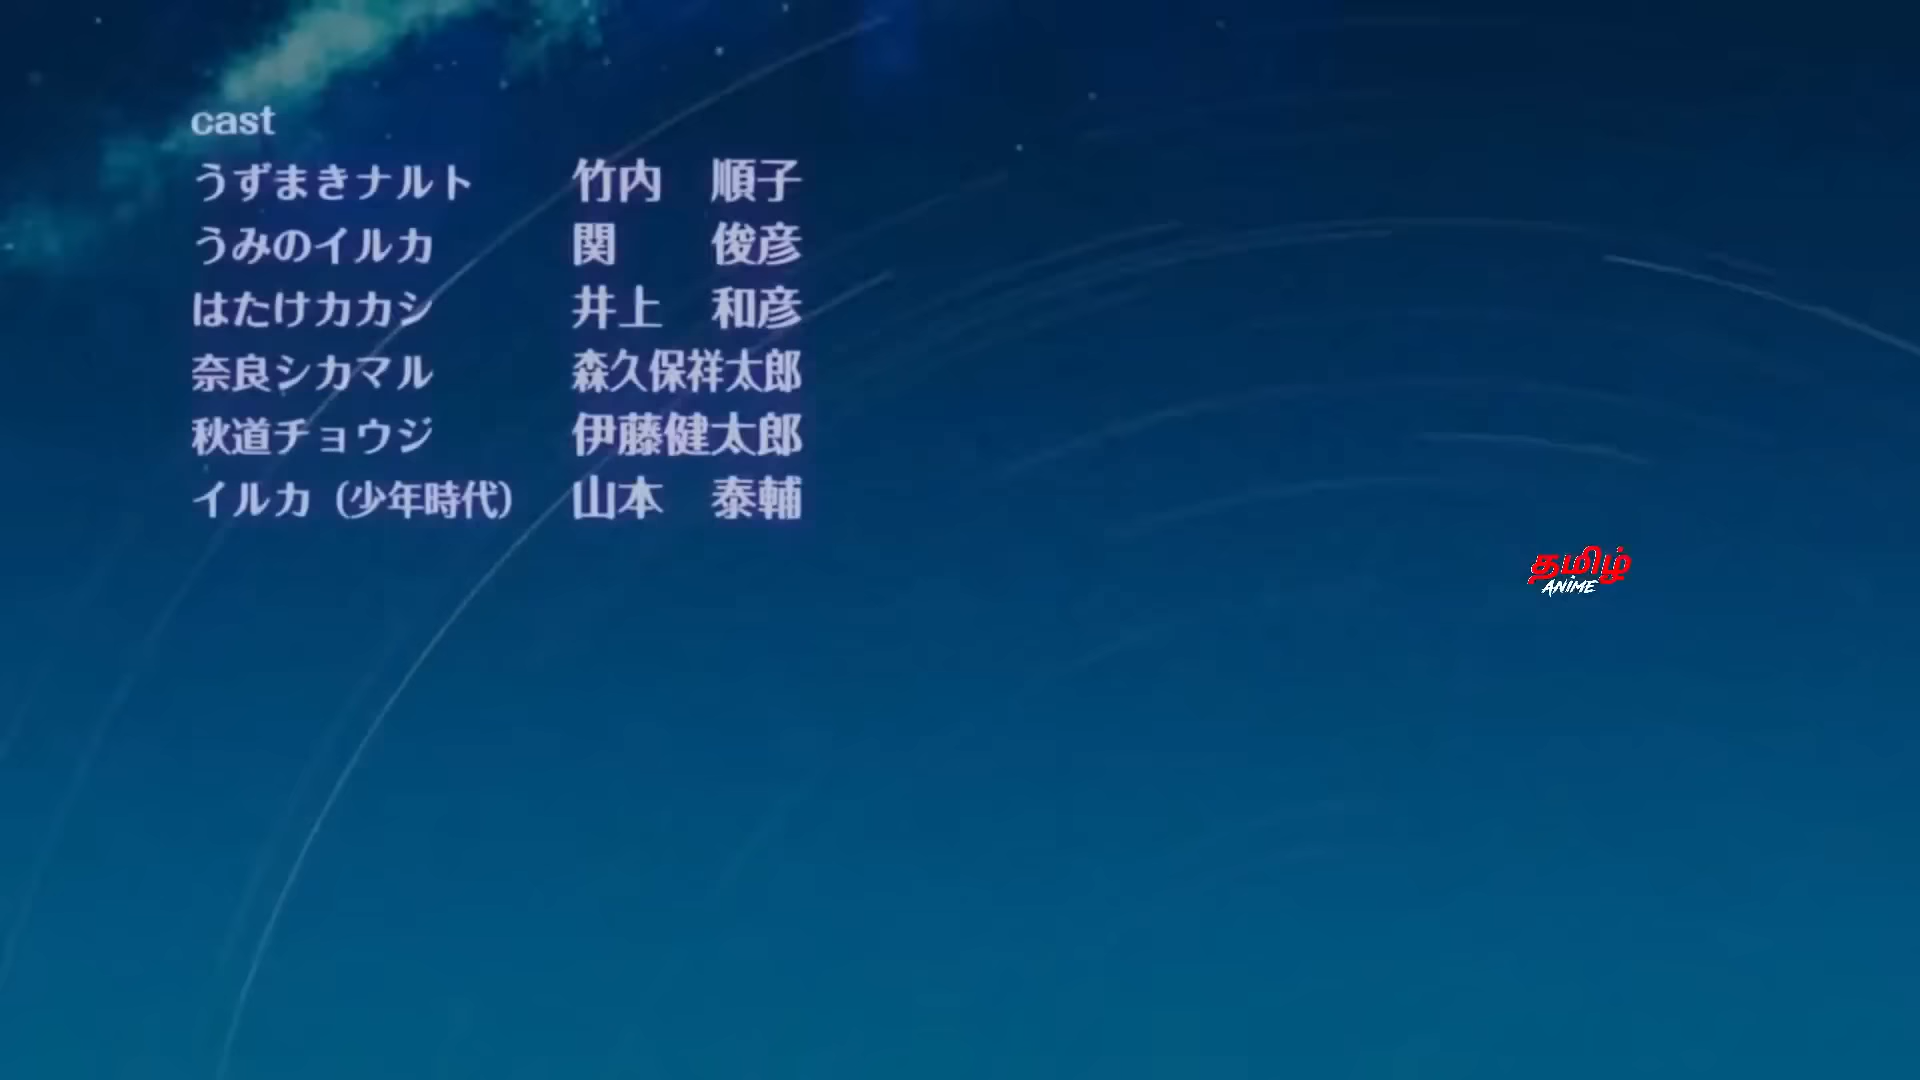 cast
うずまきナルト 竹内 順子
うみのイルカ 関 俊彦
はたけカカシ 井上 和彦
奈良シカマル 森久保祥太郎
秋道チョウジ 伊藤健太郎
イルカ（少年時代） 山本 泰輔
தமிழ்
ANIME